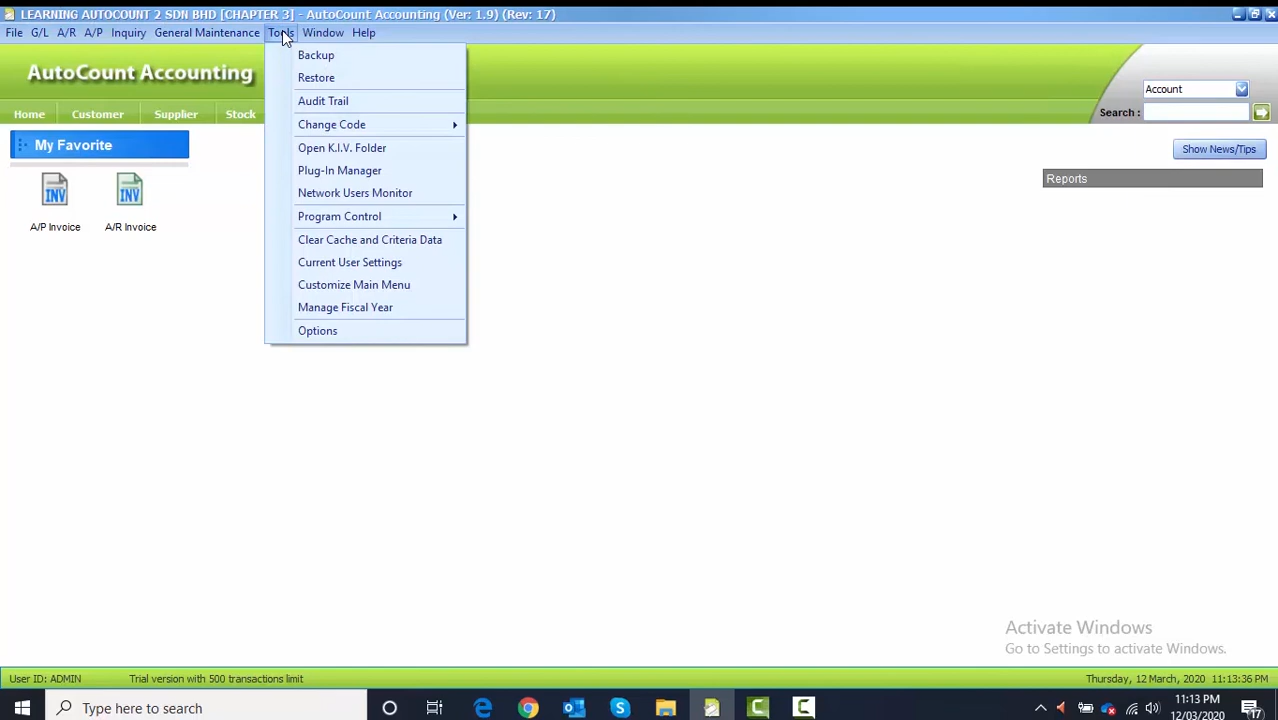 LEARNING AUTOCOUNT 2 SDN BHD [CHAPTER 3] - AutoCount Accounting (Ver: 1.9) (Rev: 17)
File G/L A/R A/P Inquiry General Maintenance Tools Window Help
AutoCount Accounting
Account
Search :
Home Customer Supplier Stock
Backup
Restore
Audit Trail
Change Code
Open K.I.V. Folder
Plug-In Manager
Network Users Monitor
Program Control
Clear Cache and Criteria Data
Current User Settings
Customize Main Menu
Manage Fiscal Year
Options
My Favorite
INV INV
A/P Invoice A/R Invoice
Show News/Tips
Reports
Activate Windows
Go to Settings to activate Windows.
User ID: ADMIN Trial version with 500 transactions limit Thursday, 12 March, 2020 11:13:36 PM
Type here to search
11:13 PM
12/03/2020
17